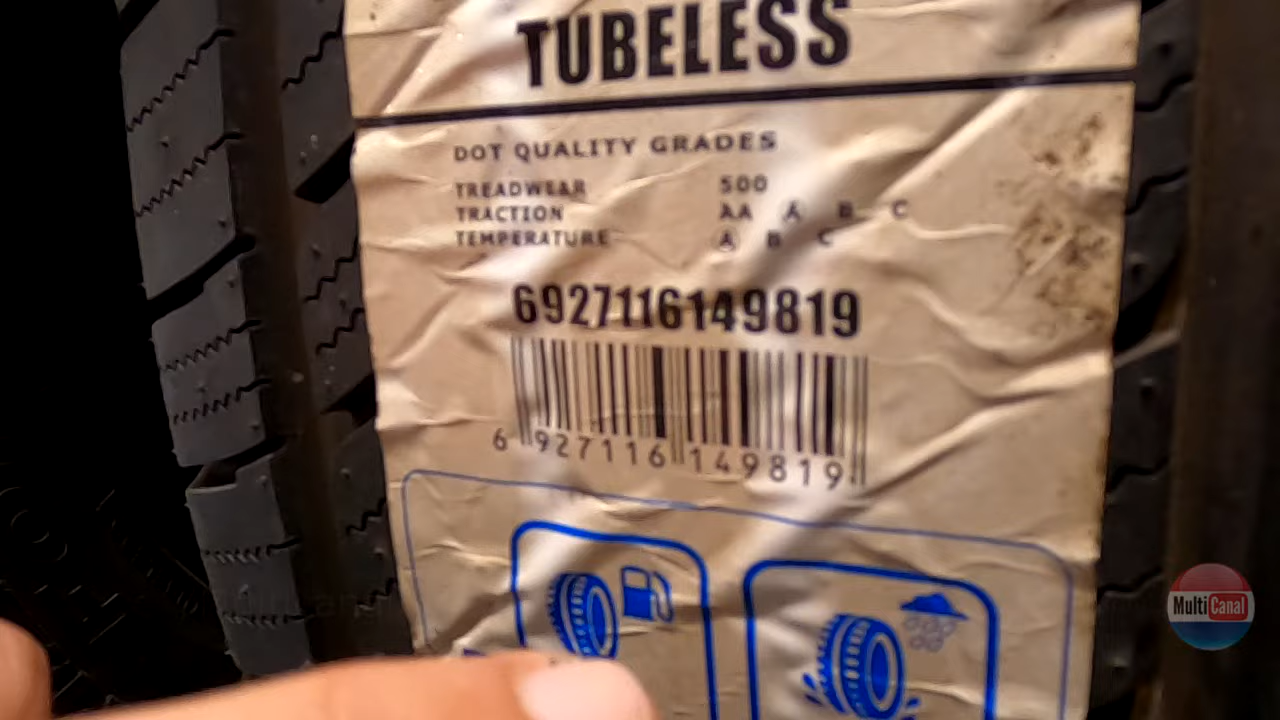 TUBELESS
DOT QUALITY GRADES
TREADWEAR 500
TRACTION AA A B C
TEMPERATURE A B C
6927116149819
6 927116 149819
MultiCanal